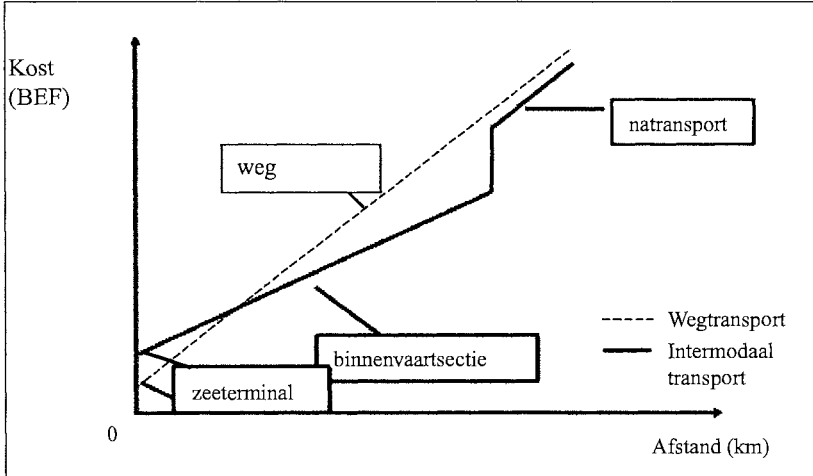 Kost
(BEF)
natransport
weg
Wegtransport
Intermodaal
transport
binnenvaartsectie
zeeterminal
0
Afstand (km)